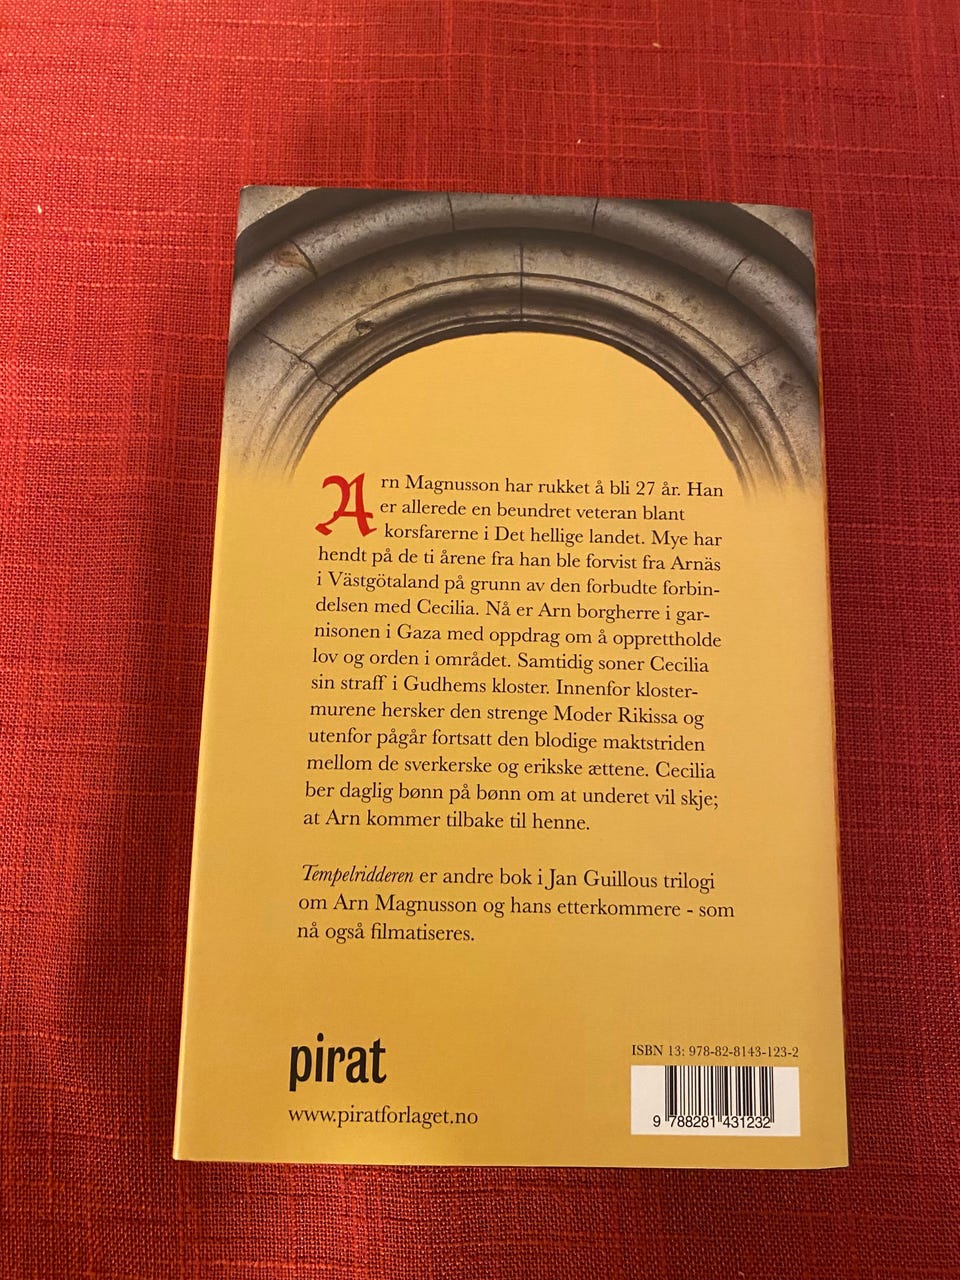 Arn Magnusson har rukket å bli 27 år. Han
er allerede en beundret veteran blant
korsfarerne i Det hellige landet. Mye har
hendt på de ti årene fra han ble forvist fra Arnäs
i Västgötaland på grunn av den forbudte forbin-
delsen med Cecilia. Nå er Arn borgherre i gar-
nisonen i Gaza med oppdrag om å opprettholde
lov og orden i området. Samtidig soner Cecilia
sin straff i Gudhems kloster. Innenfor kloster-
murene hersker den strenge Moder Rikissa og
utenfor pågår fortsatt den blodige maktstriden
mellom de sverkerske og erikske ættene. Cecilia
ber daglig bønn på bønn om at underet vil skje;
at Arn kommer tilbake til henne.
Tempelridderen er andre bok i Jan Guillous trilogi
om Arn Magnusson og hans etterkommere - som
nå også filmatiseres.
pirat
www.piratforlaget.no
ISBN 13: 978-82-8143-123-2
9 788281 431232